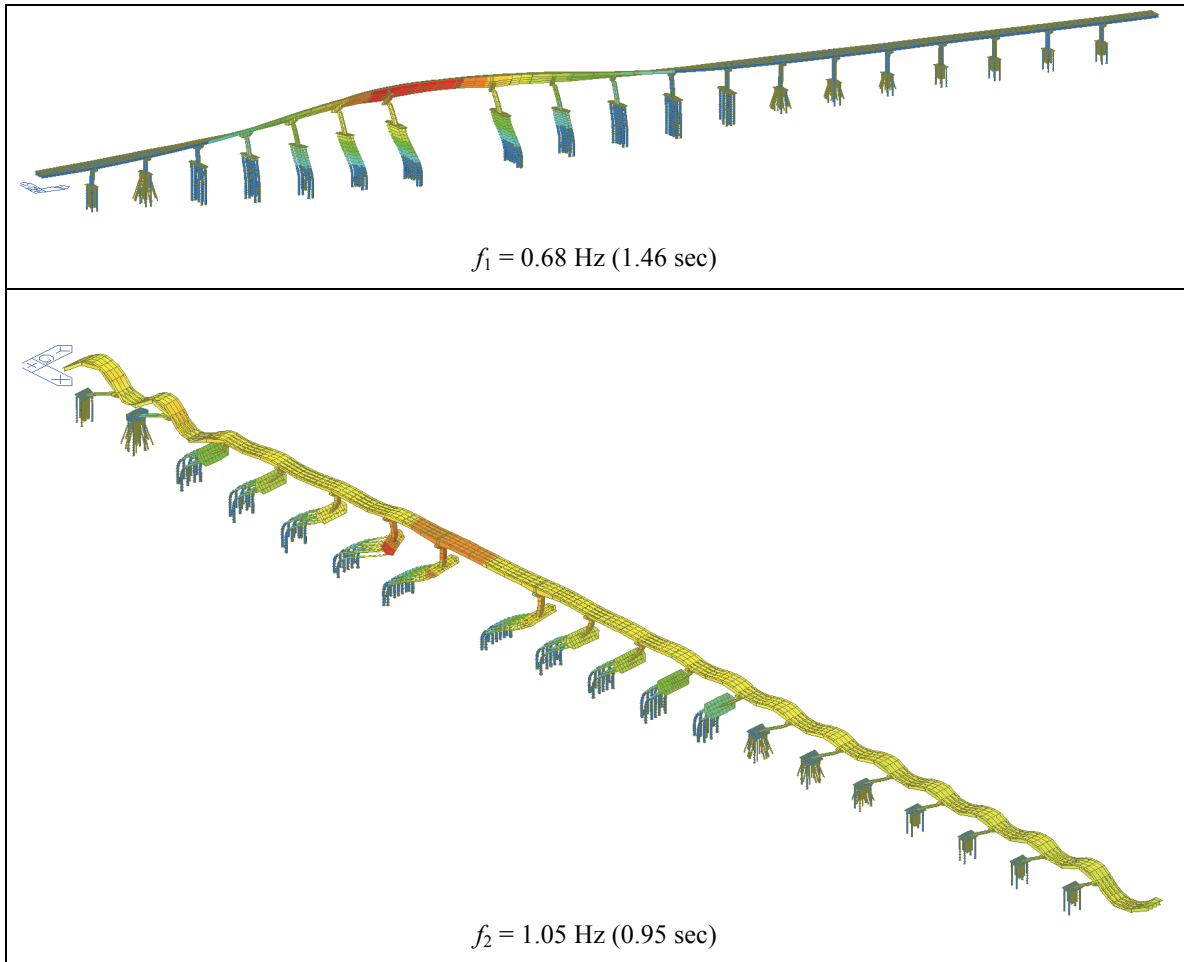 f₁ = 0.68 Hz (1.46 sec)
f₂ = 1.05 Hz (0.95 sec)